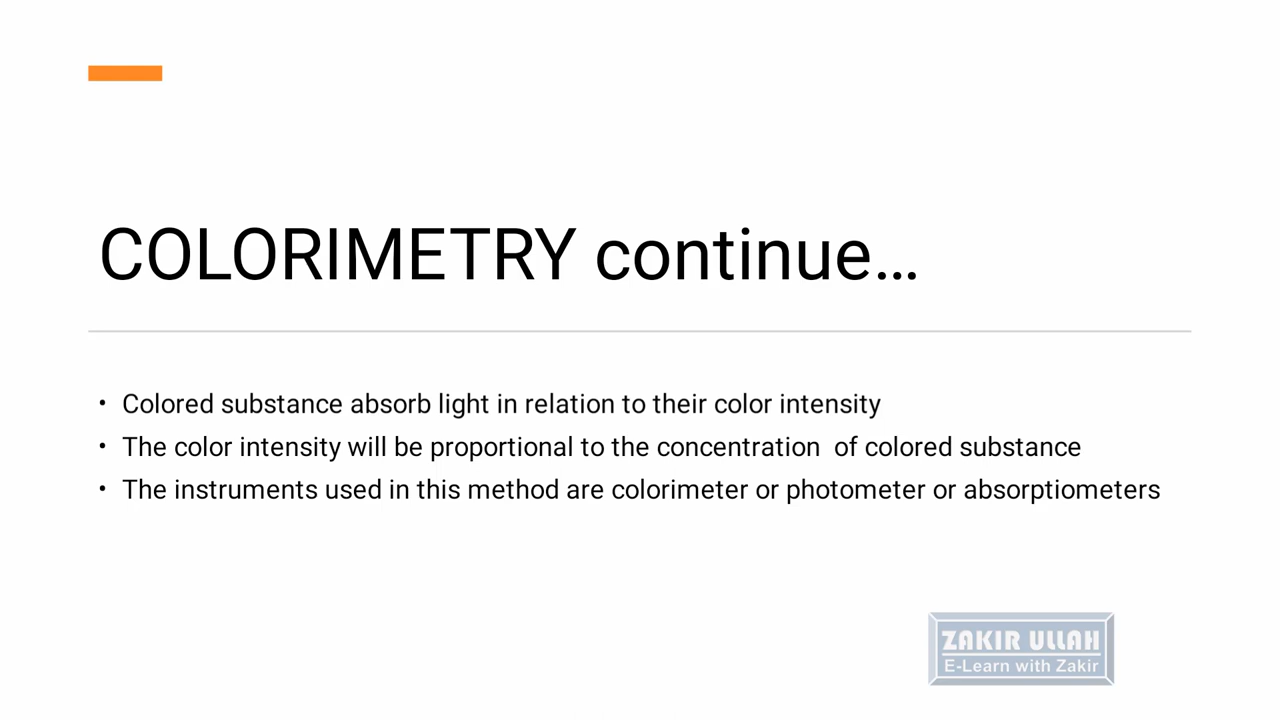 COLORIMETRY continue...
• Colored substance absorb light in relation to their color intensity
• The color intensity will be proportional to the concentration  of colored substance
• The instruments used in this method are colorimeter or photometer or absorptiometers
ZAKIR ULLAH
E-Learn with Zakir